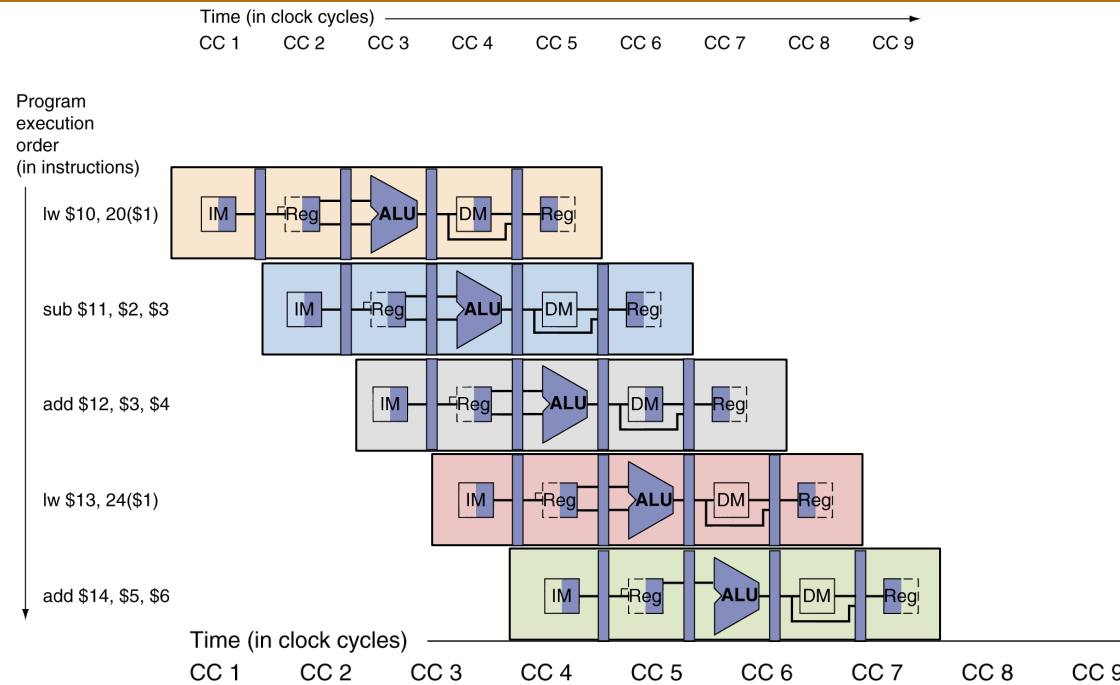 Time (in clock cycles)
CC 1 CC 2 CC 3 CC 4 CC 5 CC 6 CC 7 CC 8 CC 9
Program
execution
order
(in instructions)
lw $10, 20($1)
IM Reg ALU DM Reg
sub $11, $2, $3
IM Reg ALU DM Reg
add $12, $3, $4
IM Reg ALU DM Reg
lw $13, 24($1)
IM Reg ALU DM Reg
add $14, $5, $6
IM Reg ALU DM Reg
Time (in clock cycles)
CC 1 CC 2 CC 3 CC 4 CC 5 CC 6 CC 7 CC 8 CC 9